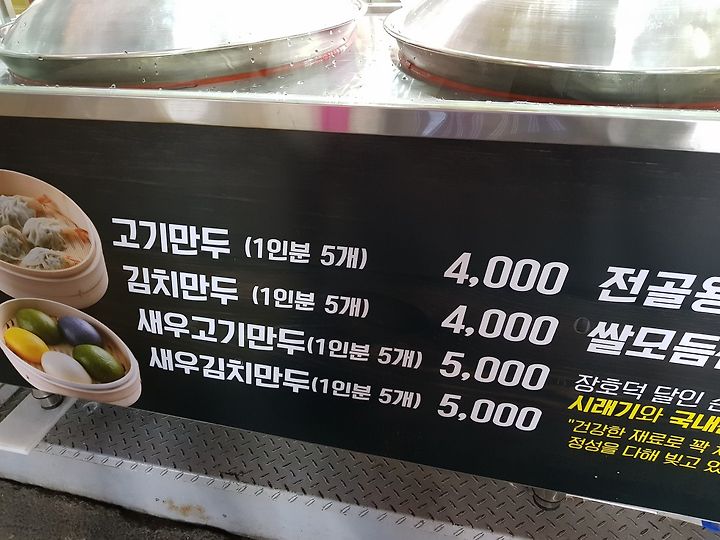 고기만두 (1인분 5개) 4,000
김치만두 (1인분 5개) 4,000
새우고기만두(1인분 5개) 5,000
새우김치만두(1인분 5개) 5,000
전골용
쌀모듬
장호덕 달인
시래기와 국내
"건강한 재료로 꽉
정성을 다해 빚고